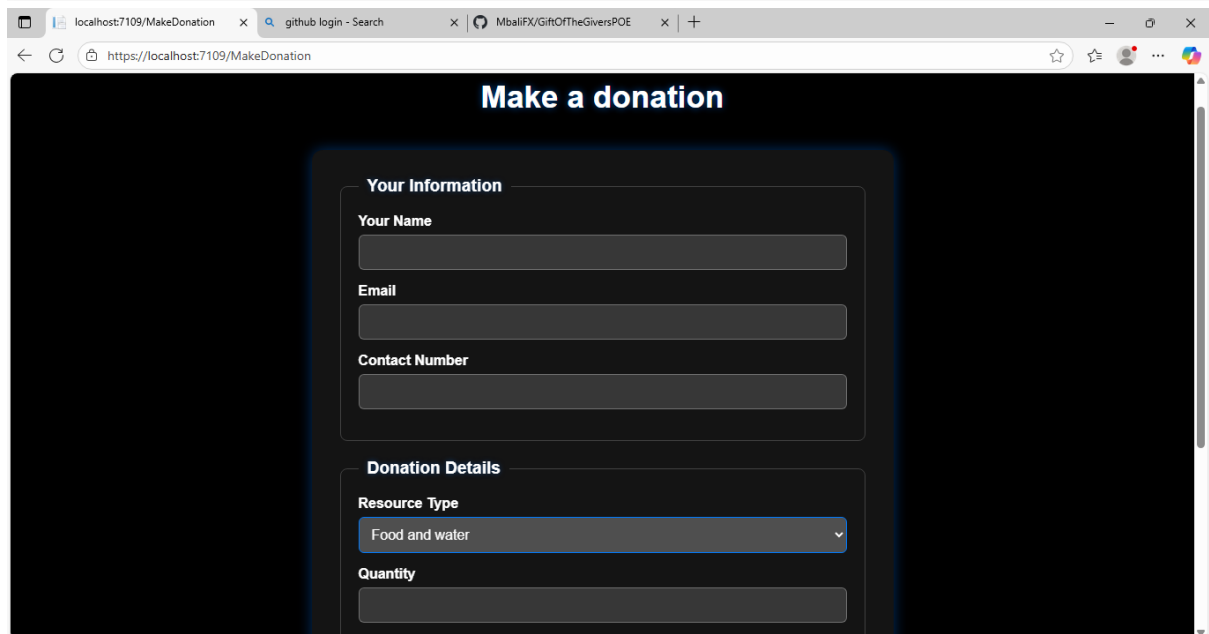 localhost:7109/MakeDonation
github login - Search
MbaliFX/GiftOfTheGiversPOE
https://localhost:7109/MakeDonation
Make a donation
Your Information
Your Name
Email
Contact Number
Donation Details
Resource Type
Food and water
Quantity